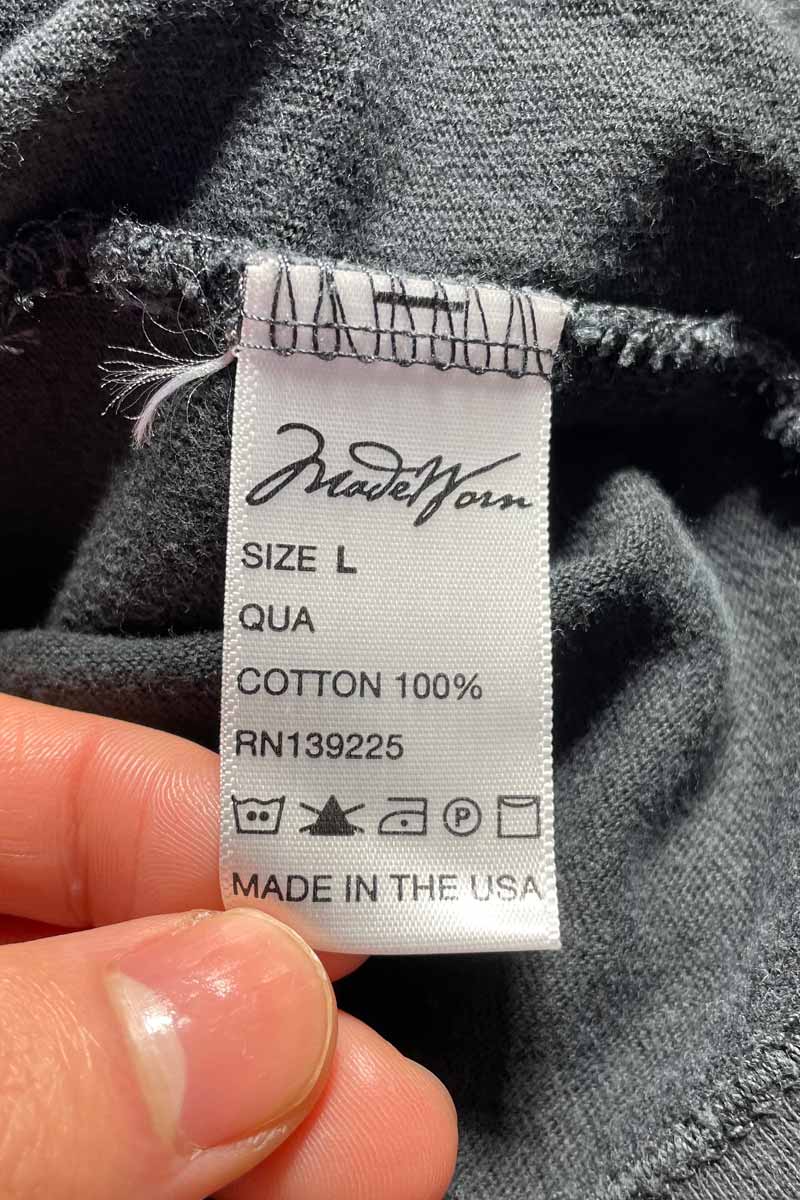 MadeWorn
SIZE L
QUA
COTTON 100%
RN139225
P
MADE IN THE USA